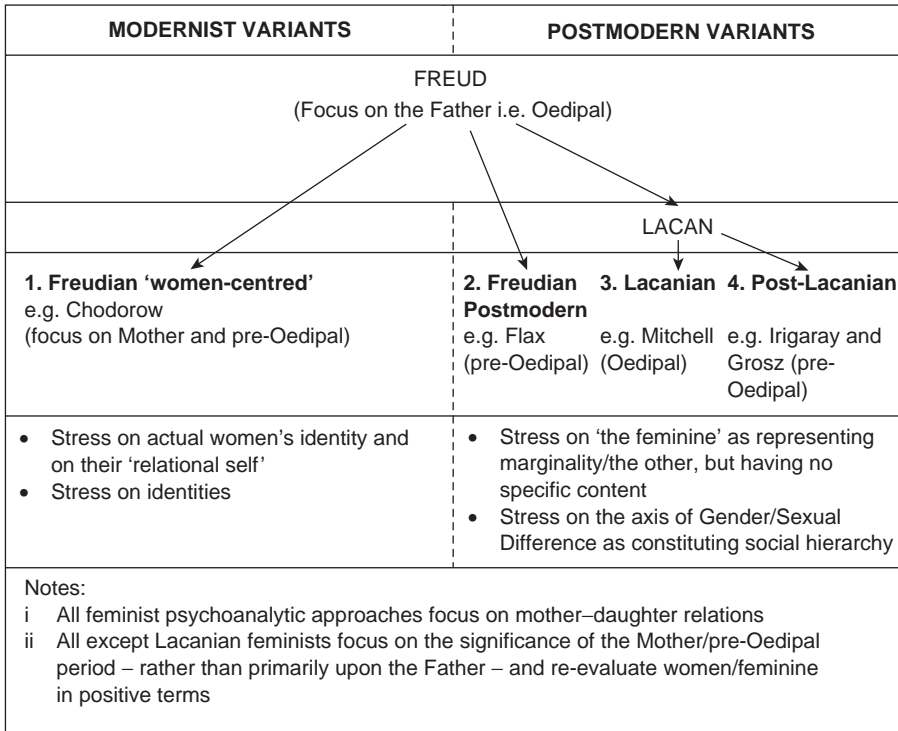 MODERNIST VARIANTS
POSTMODERN VARIANTS
FREUD
(Focus on the Father i.e. Oedipal)
LACAN
1. Freudian ‘women-centred’
e.g. Chodorow
(focus on Mother and pre-Oedipal)
2. Freudian
Postmodern
e.g. Flax
(pre-Oedipal)
3. Lacanian
e.g. Mitchell
(Oedipal)
4. Post-Lacanian
e.g. Irigaray and
Grosz (pre-
Oedipal)
• Stress on actual women’s identity and
on their ‘relational self’
• Stress on identities
• Stress on ‘the feminine’ as representing
marginality/the other, but having no
specific content
• Stress on the axis of Gender/Sexual
Difference as constituting social hierarchy
Notes:
i All feminist psychoanalytic approaches focus on mother–daughter relations
ii All except Lacanian feminists focus on the significance of the Mother/pre-Oedipal
period – rather than primarily upon the Father – and re-evaluate women/feminine
in positive terms